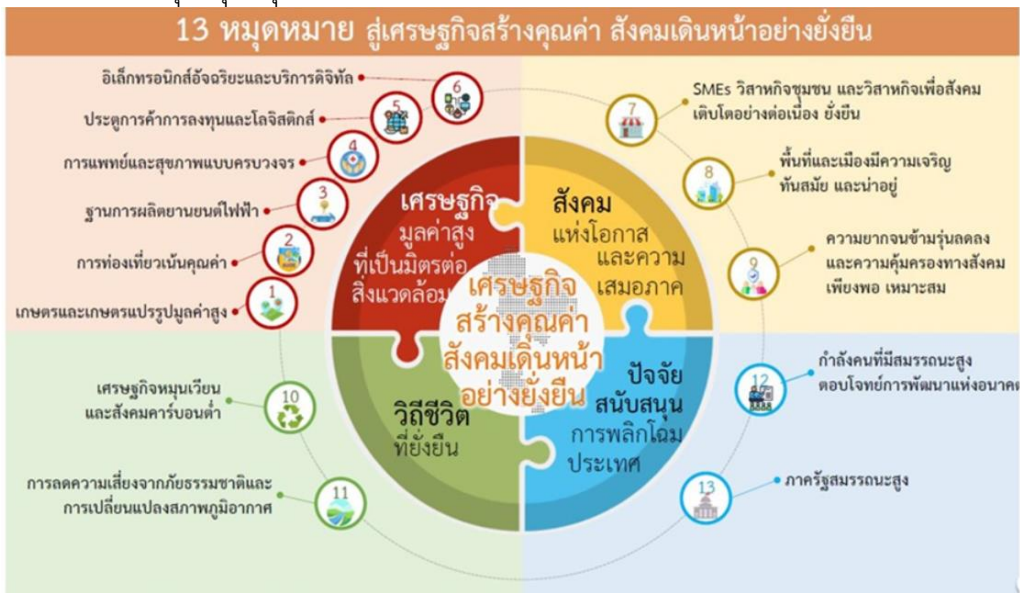 13 หมุดหมาย สู่เศรษฐกิจสร้างคุณค่า สังคมเดินหน้าอย่างยั่งยืน
อิเล็กทรอนิกส์อัจฉริยะและบริการดิจิทัล
6
ประตูการค้าการลงทุนและโลจิสติกส์
5
การแพทย์และสุขภาพแบบครบวงจร
4
ฐานการผลิตยานยนต์ไฟฟ้า
3
การท่องเที่ยวเน้นคุณค่า
2
เกษตรและเกษตรแปรรูปมูลค่าสูง
1
เศรษฐกิจ
มูลค่าสูง
ที่เป็นมิตรต่อ
สิ่งแวดล้อม
สังคม
แห่งโอกาส
และความ
เสมอภาค
7
SMEs วิสาหกิจชุมชน และวิสาหกิจเพื่อสังคม
เติบโตอย่างต่อเนื่อง ยั่งยืน
8
พื้นที่และเมืองมีความเจริญ
ทันสมัย และน่าอยู่
9
ความยากจนข้ามรุ่นลดลง
และความคุ้มครองทางสังคม
เพียงพอ เหมาะสม
เศรษฐกิจ
สร้างคุณค่า
สังคมเดินหน้า
อย่างยั่งยืน
เศรษฐกิจหมุนเวียน
และสังคมคาร์บอนต่ำ
10
การลดความเสี่ยงจากภัยธรรมชาติและ
การเปลี่ยนแปลงสภาพภูมิอากาศ
11
วิถีชีวิต
ที่ยั่งยืน
ปัจจัย
สนับสนุน
การพลิกโฉม
ประเทศ
12
กำลังคนที่มีสมรรถนะสูง
ตอบโจทย์การพัฒนาแห่งอนาคต
13
ภาครัฐสมรรถนะสูง